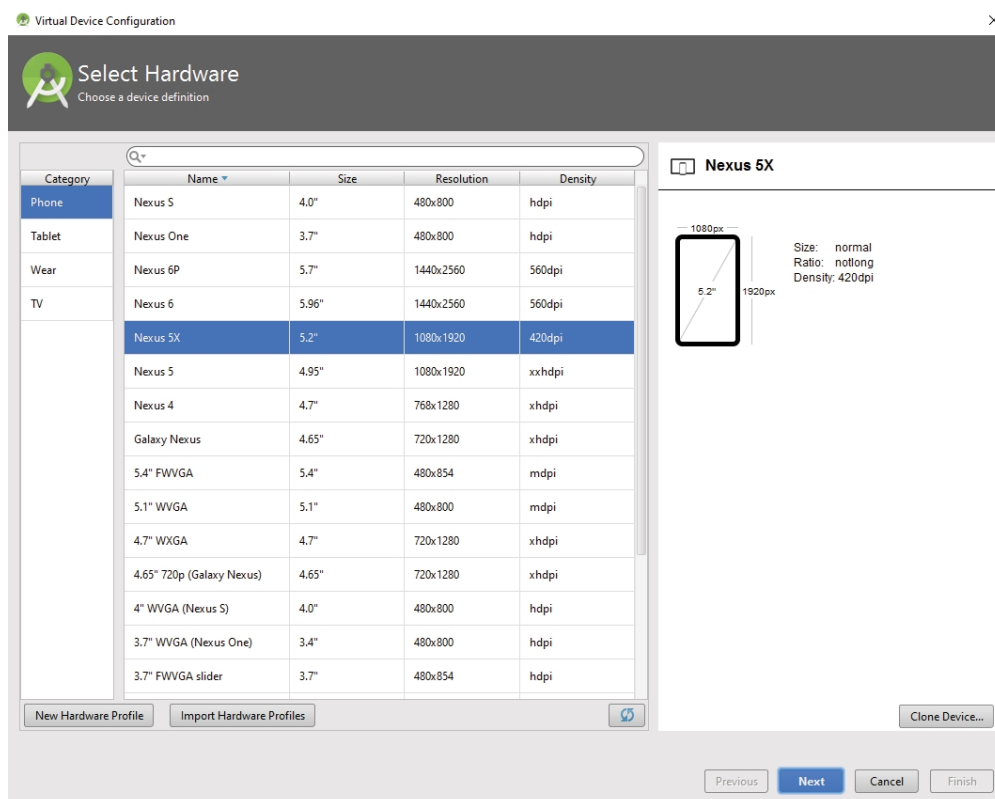 Virtual Device Configuration
Select Hardware
Choose a device definition
Category
Phone
Tablet
Wear
TV
Name Size Resolution Density
Nexus S 4.0" 480x800 hdpi
Nexus One 3.7" 480x800 hdpi
Nexus 6P 5.7" 1440x2560 560dpi
Nexus 6 5.96" 1440x2560 560dpi
Nexus 5X 5.2" 1080x1920 420dpi
Nexus 5 4.95" 1080x1920 xxhdpi
Nexus 4 4.7" 768x1280 xhdpi
Galaxy Nexus 4.65" 720x1280 xhdpi
5.4" FWVGA 5.4" 480x854 mdpi
5.1" WVGA 5.1" 480x800 mdpi
4.7" WXGA 4.7" 720x1280 xhdpi
4.65" 720p (Galaxy Nexus) 4.65" 720x1280 xhdpi
4" WVGA (Nexus S) 4.0" 480x800 hdpi
3.7" WVGA (Nexus One) 3.4" 480x800 hdpi
3.7" FWVGA slider 3.7" 480x854 hdpi
New Hardware Profile Import Hardware Profiles
Nexus 5X
1080px
5.2" 1920px
Size: normal
Ratio: notlong
Density: 420dpi
Clone Device...
Previous Next Cancel Finish